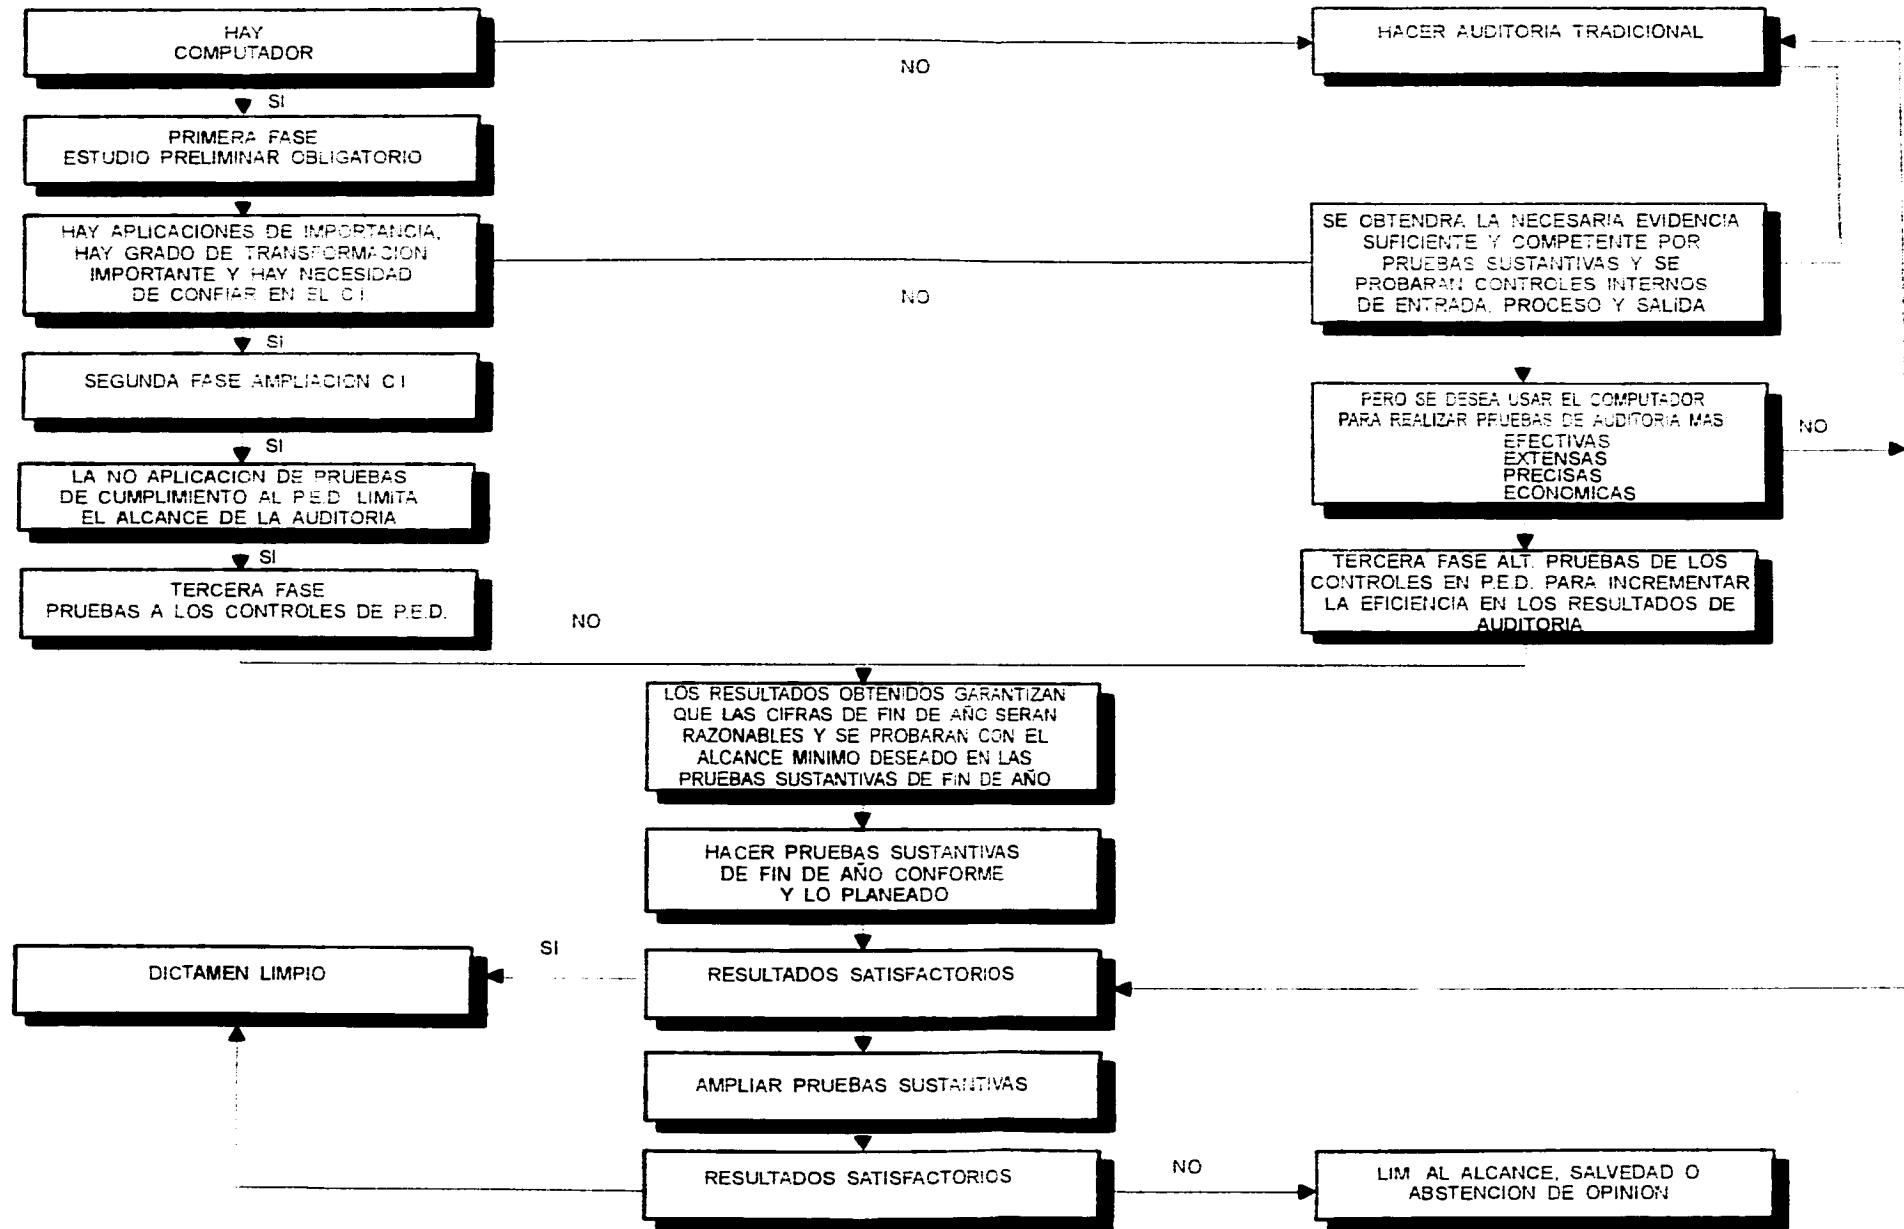 HAY
COMPUTADOR
NO
HACER AUDITORIA TRADICIONAL
SI
PRIMERA FASE
ESTUDIO PRELIMINAR OBLIGATORIO
HAY APLICACIONES DE IMPORTANCIA,
HAY GRADO DE TRANSFORMACION
IMPORTANTE Y HAY NECESIDAD
DE CONFIAR EN EL C.I.
NO
SE OBTENDRA LA NECESARIA EVIDENCIA
SUFICIENTE Y COMPETENTE POR
PRUEBAS SUSTANTIVAS Y SE
PROBARAN CONTROLES INTERNOS
DE ENTRADA, PROCESO Y SALIDA
SI
SEGUNDA FASE AMPLIACION C I
PERO SE DESEA USAR EL COMPUTADOR
PARA REALIZAR PRUEBAS DE AUDITORIA MAS
EFECTIVAS
EXTENSAS
PRECISAS
ECONOMICAS
NO
SI
LA NO APLICACION DE PRUEBAS
DE CUMPLIMIENTO AL P.E.D. LIMITA
EL ALCANCE DE LA AUDITORIA
SI
TERCERA FASE
PRUEBAS A LOS CONTROLES DE P.E.D.
NO
TERCERA FASE ALT. PRUEBAS DE LOS
CONTROLES EN P.E.D. PARA INCREMENTAR
LA EFICIENCIA EN LOS RESULTADOS DE
AUDITORIA
LOS RESULTADOS OBTENIDOS GARANTIZAN
QUE LAS CIFRAS DE FIN DE AÑO SERAN
RAZONABLES Y SE PROBARAN CON EL
ALCANCE MINIMO DESEADO EN LAS
PRUEBAS SUSTANTIVAS DE FIN DE AÑO
HACER PRUEBAS SUSTANTIVAS
DE FIN DE AÑO CONFORME
Y LO PLANEADO
DICTAMEN LIMPIO
SI
RESULTADOS SATISFACTORIOS
AMPLIAR PRUEBAS SUSTANTIVAS
RESULTADOS SATISFACTORIOS
NO
LIM AL ALCANCE, SALVEDAD O
ABSTENCION DE OPINION